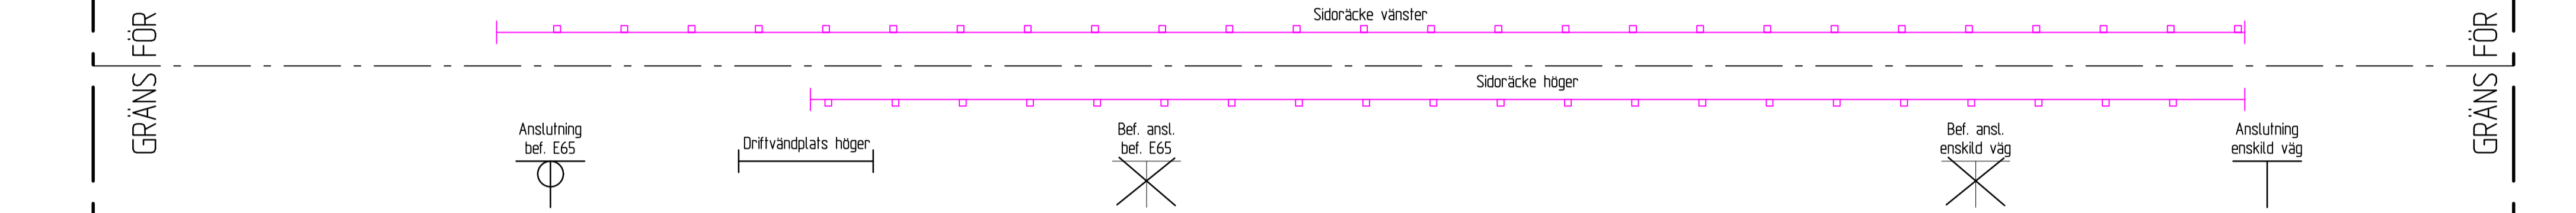 GRÄNS FÖR
Sidoräcke vänster
Sidoräcke höger
Anslutning
bef. E65
Driftvändplats höger
Bef. ansl.
bef. E65
Bef. ansl.
enskild väg
Anslutning
enskild väg
GRÄNS FÖR